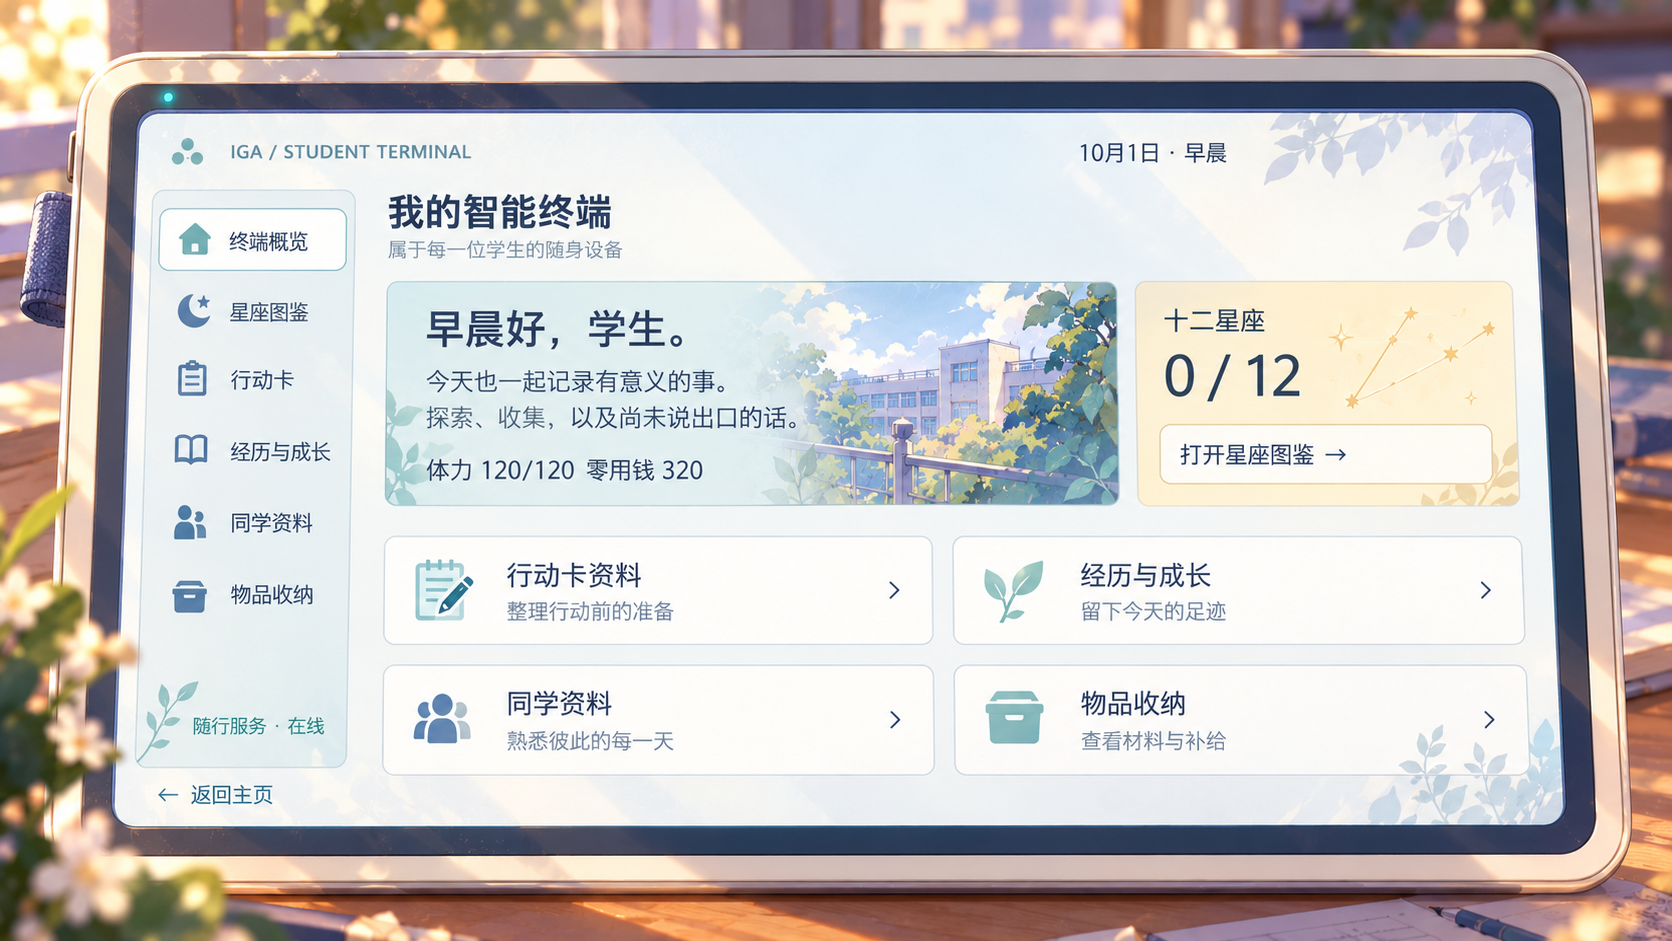 IGA / STUDENT TERMINAL
10月1日 · 早晨
终端概览
星座图鉴
行动卡
经历与成长
同学资料
物品收纳
随行服务 · 在线
← 返回主页
我的智能终端
属于每一位学生的随身设备
早晨好，学生。
今天也一起记录有意义的事。
探索、收集，以及尚未说出口的话。
体力 120/120 零用钱 320
十二星座
0 / 12
打开星座图鉴 →
行动卡资料
整理行动前的准备
经历与成长
留下今天的足迹
同学资料
熟悉彼此的每一天
物品收纳
查看材料与补给